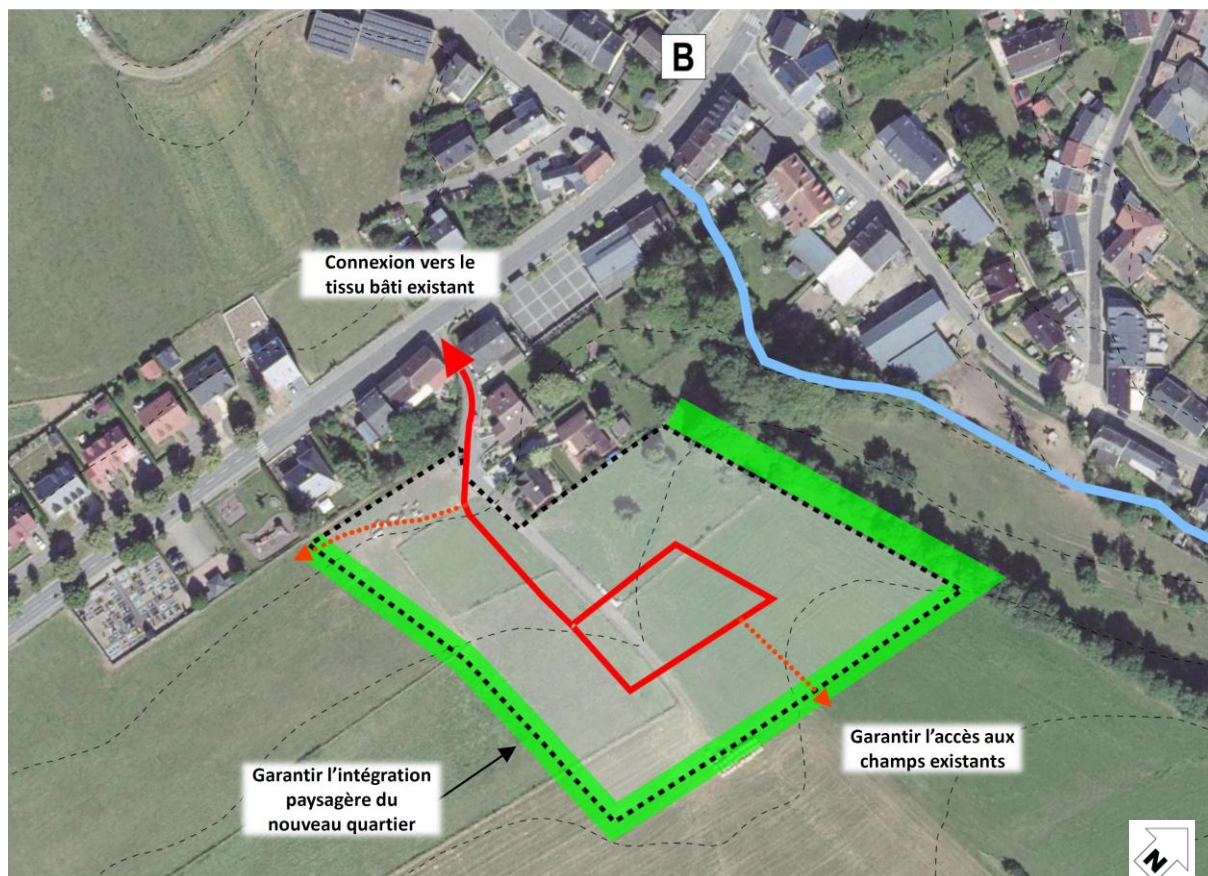 B
Connexion vers le
tissu bâti existant
Garantir l'accès aux
champs existants
Garantir l'intégration
paysagère du
nouveau quartier
N